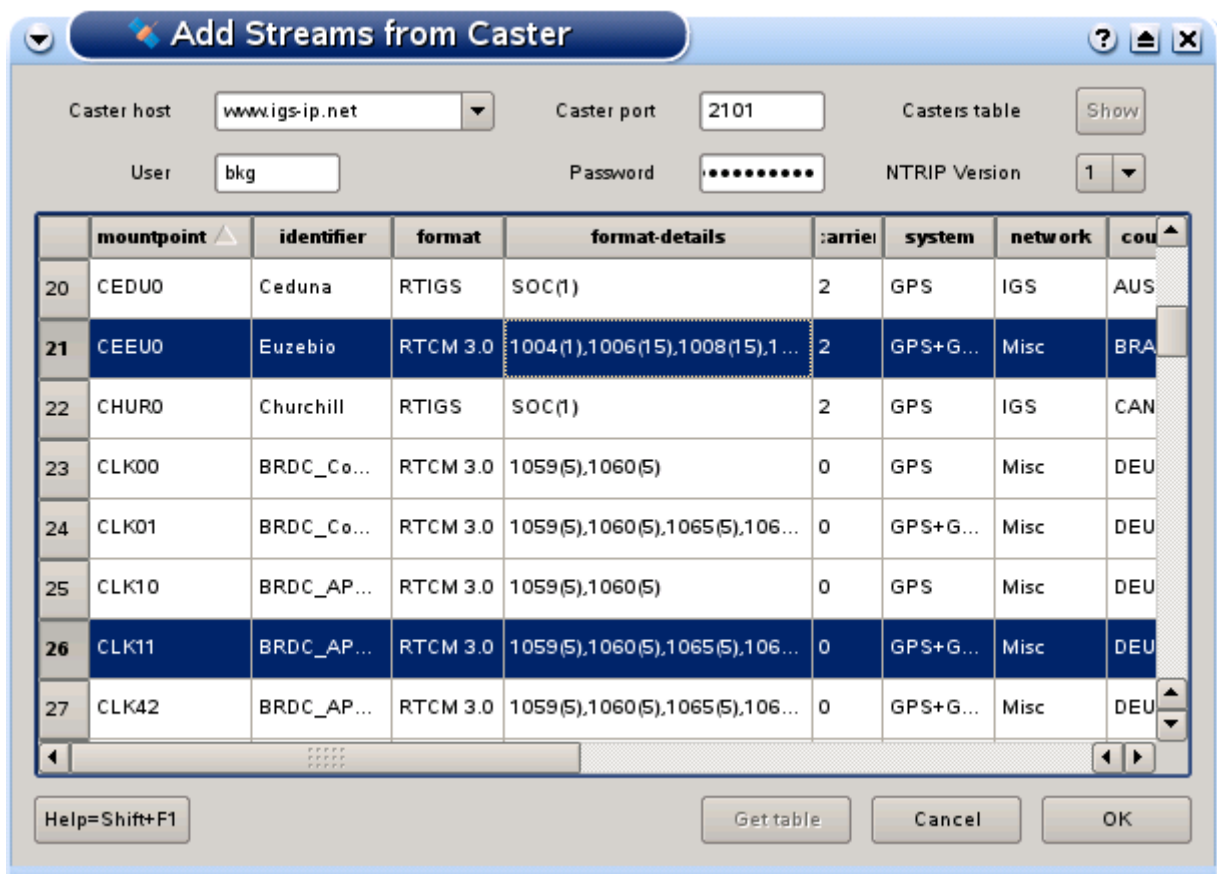 Add Streams from Caster
Caster host www.igs-ip.net Caster port 2101 Casters table Show
User bkg Password •••••••••• NTRIP Version 1
mountpoint identifier format format-details carrier system network cou
20 CEDU0 Ceduna RTIGS SOC(1) 2 GPS IGS AUS
21 CEEU0 Euzebio RTCM 3.0 1004(1),1006(15),1008(15),1... 2 GPS+G... Misc BRA
22 CHUR0 Churchill RTIGS SOC(1) 2 GPS IGS CAN
23 CLK00 BRDC_Co... RTCM 3.0 1059(5),1060(5) 0 GPS Misc DEU
24 CLK01 BRDC_Co... RTCM 3.0 1059(5),1060(5),1065(5),106... 0 GPS+G... Misc DEU
25 CLK10 BRDC_AP... RTCM 3.0 1059(5),1060(5) 0 GPS Misc DEU
26 CLK11 BRDC_AP... RTCM 3.0 1059(5),1060(5),1065(5),106... 0 GPS+G... Misc DEU
27 CLK42 BRDC_AP... RTCM 3.0 1059(5),1060(5),1065(5),106... 0 GPS+G... Misc DEU
Help=Shift+F1 Get table Cancel OK